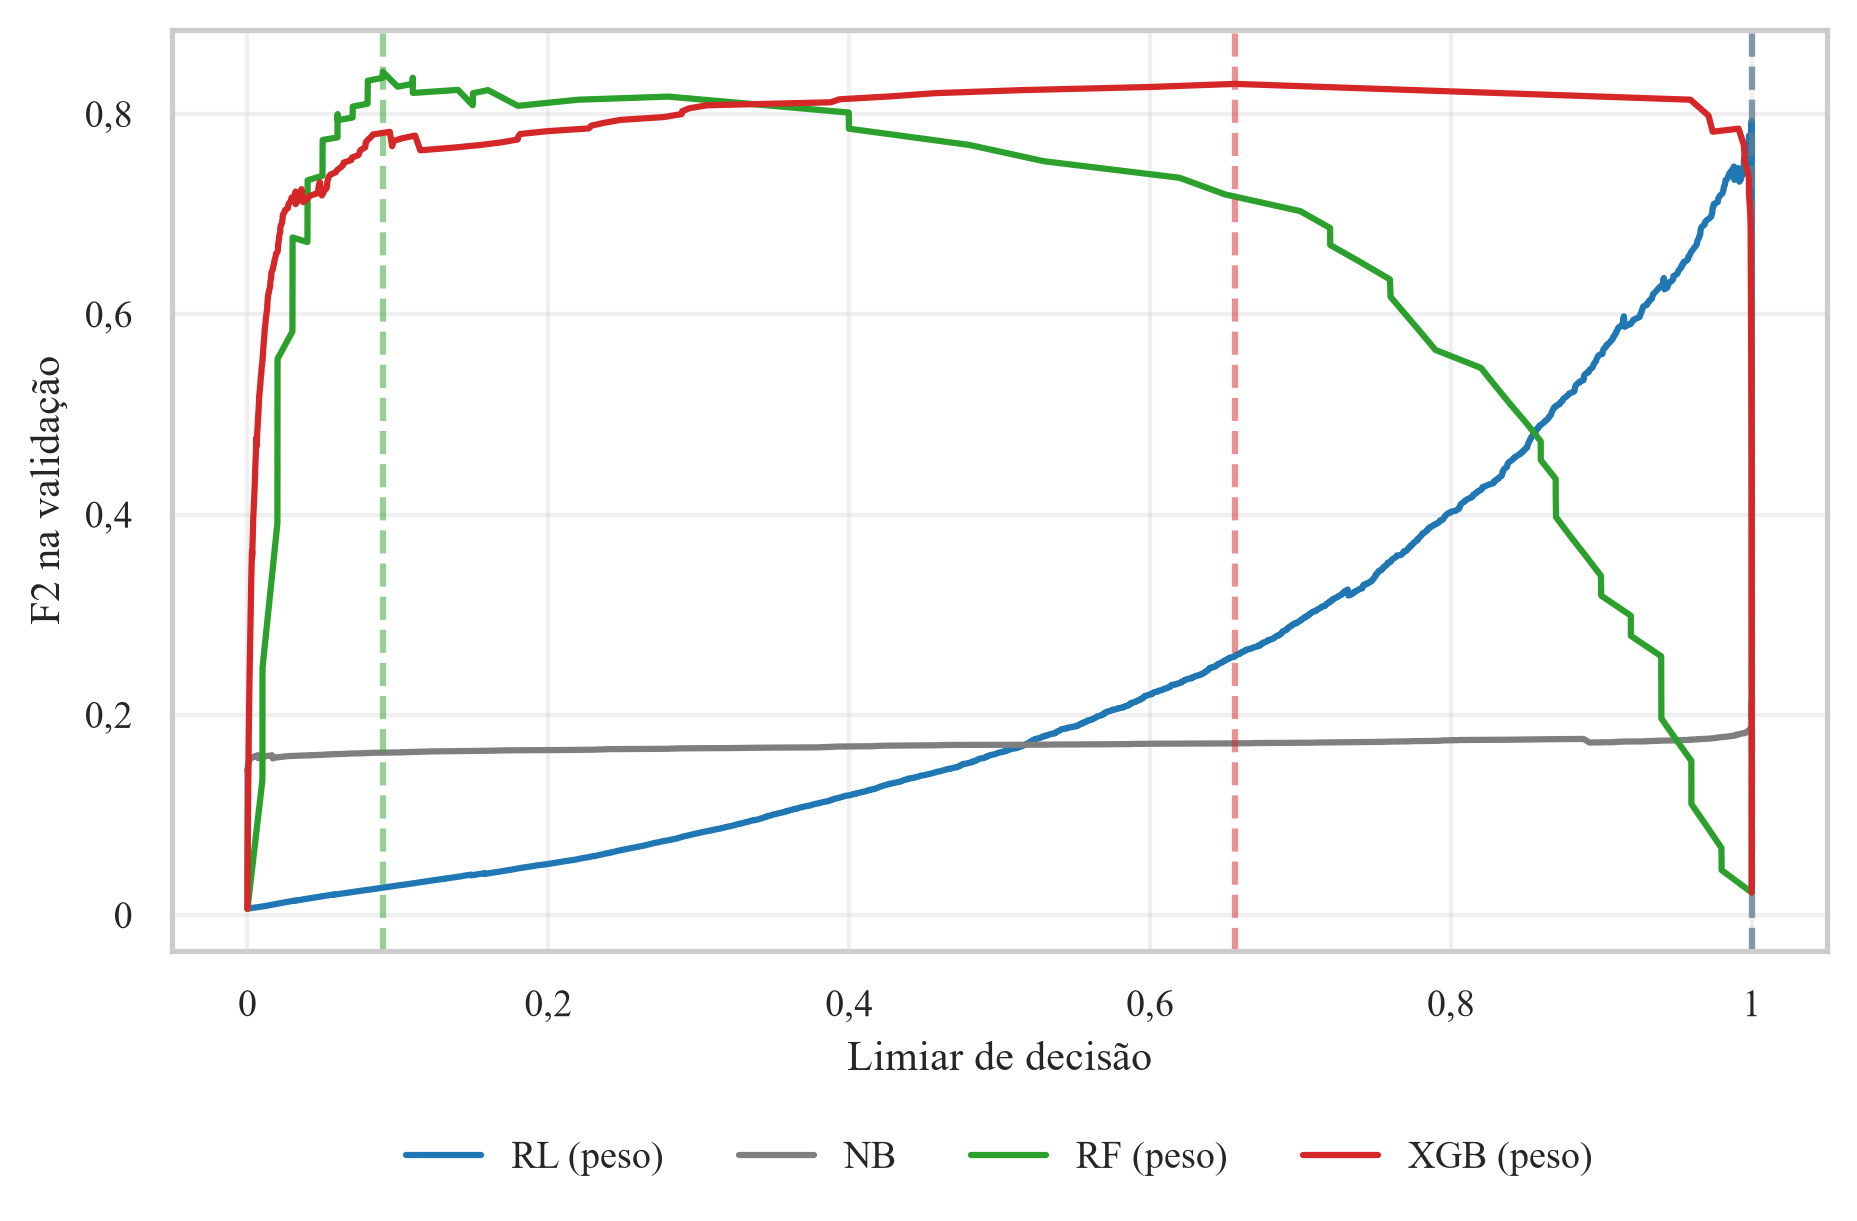 F2 na validação
0,8
0,6
0,4
0,2
0
0 0,2 0,4 0,6 0,8 1
Limiar de decisão
RL (peso) NB RF (peso) XGB (peso)